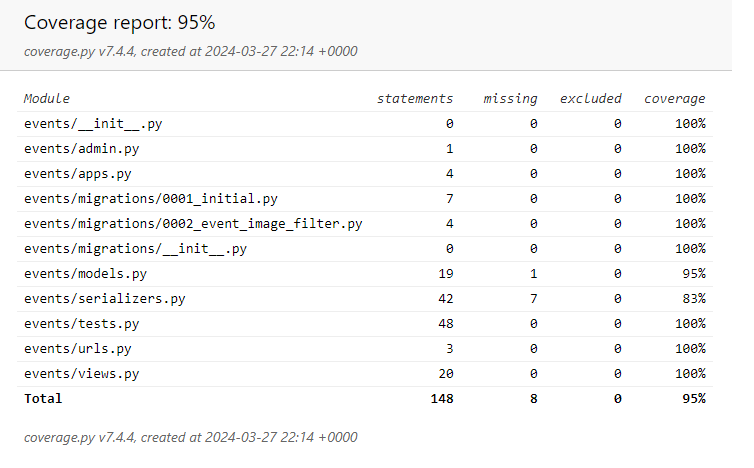 Coverage report: 95%
coverage.py v7.4.4, created at 2024-03-27 22:14 +0000
Module statements missing excluded coverage
events/__init__.py 0 0 0 100%
events/admin.py 1 0 0 100%
events/apps.py 4 0 0 100%
events/migrations/0001_initial.py 7 0 0 100%
events/migrations/0002_event_image_filter.py 4 0 0 100%
events/migrations/__init__.py 0 0 0 100%
events/models.py 19 1 0 95%
events/serializers.py 42 7 0 83%
events/tests.py 48 0 0 100%
events/urls.py 3 0 0 100%
events/views.py 20 0 0 100%
Total 148 8 0 95%
coverage.py v7.4.4, created at 2024-03-27 22:14 +0000